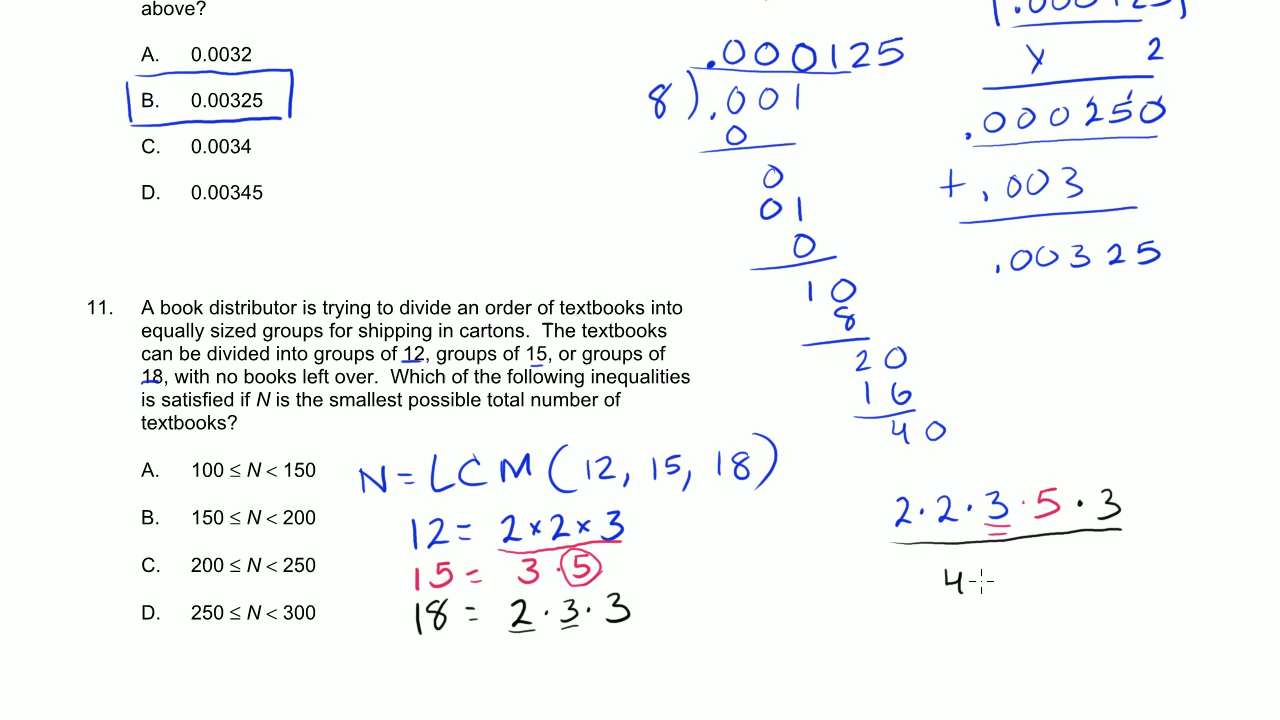 above?
A. 0.0032
B. 0.00325
C. 0.0034
D. 0.00345
.000125
8).001
0
0
01
0
10
8
20
16
40
x 2
.000250
+ .003
.00325
11. A book distributor is trying to divide an order of textbooks into
equally sized groups for shipping in cartons. The textbooks
can be divided into groups of 12, groups of 15, or groups of
18, with no books left over. Which of the following inequalities
is satisfied if N is the smallest possible total number of
textbooks?
A. 100 ≤ N < 150
B. 150 ≤ N < 200
C. 200 ≤ N < 250
D. 250 ≤ N < 300
N = LCM (12, 15, 18)
12 = 2 × 2 × 3
15 = 3 · 5
18 = 2 · 3 · 3
2 · 2 · 3 · 5 · 3
4